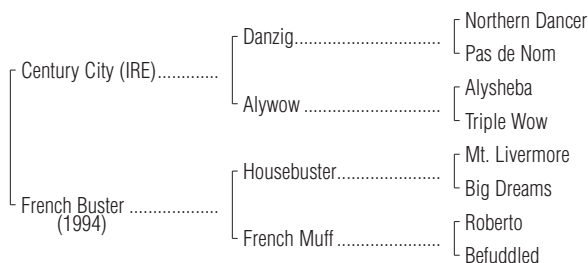 Northern Dancer
Danzig........................................
Pas de Nom
Century City (IRE).............
Alysheba
Alywow .....................................
Triple Wow
Mt. Livermore
Housebuster............................
Big Dreams
French Buster ...................
(1994)
Roberto
French Muff ............................
Befuddled